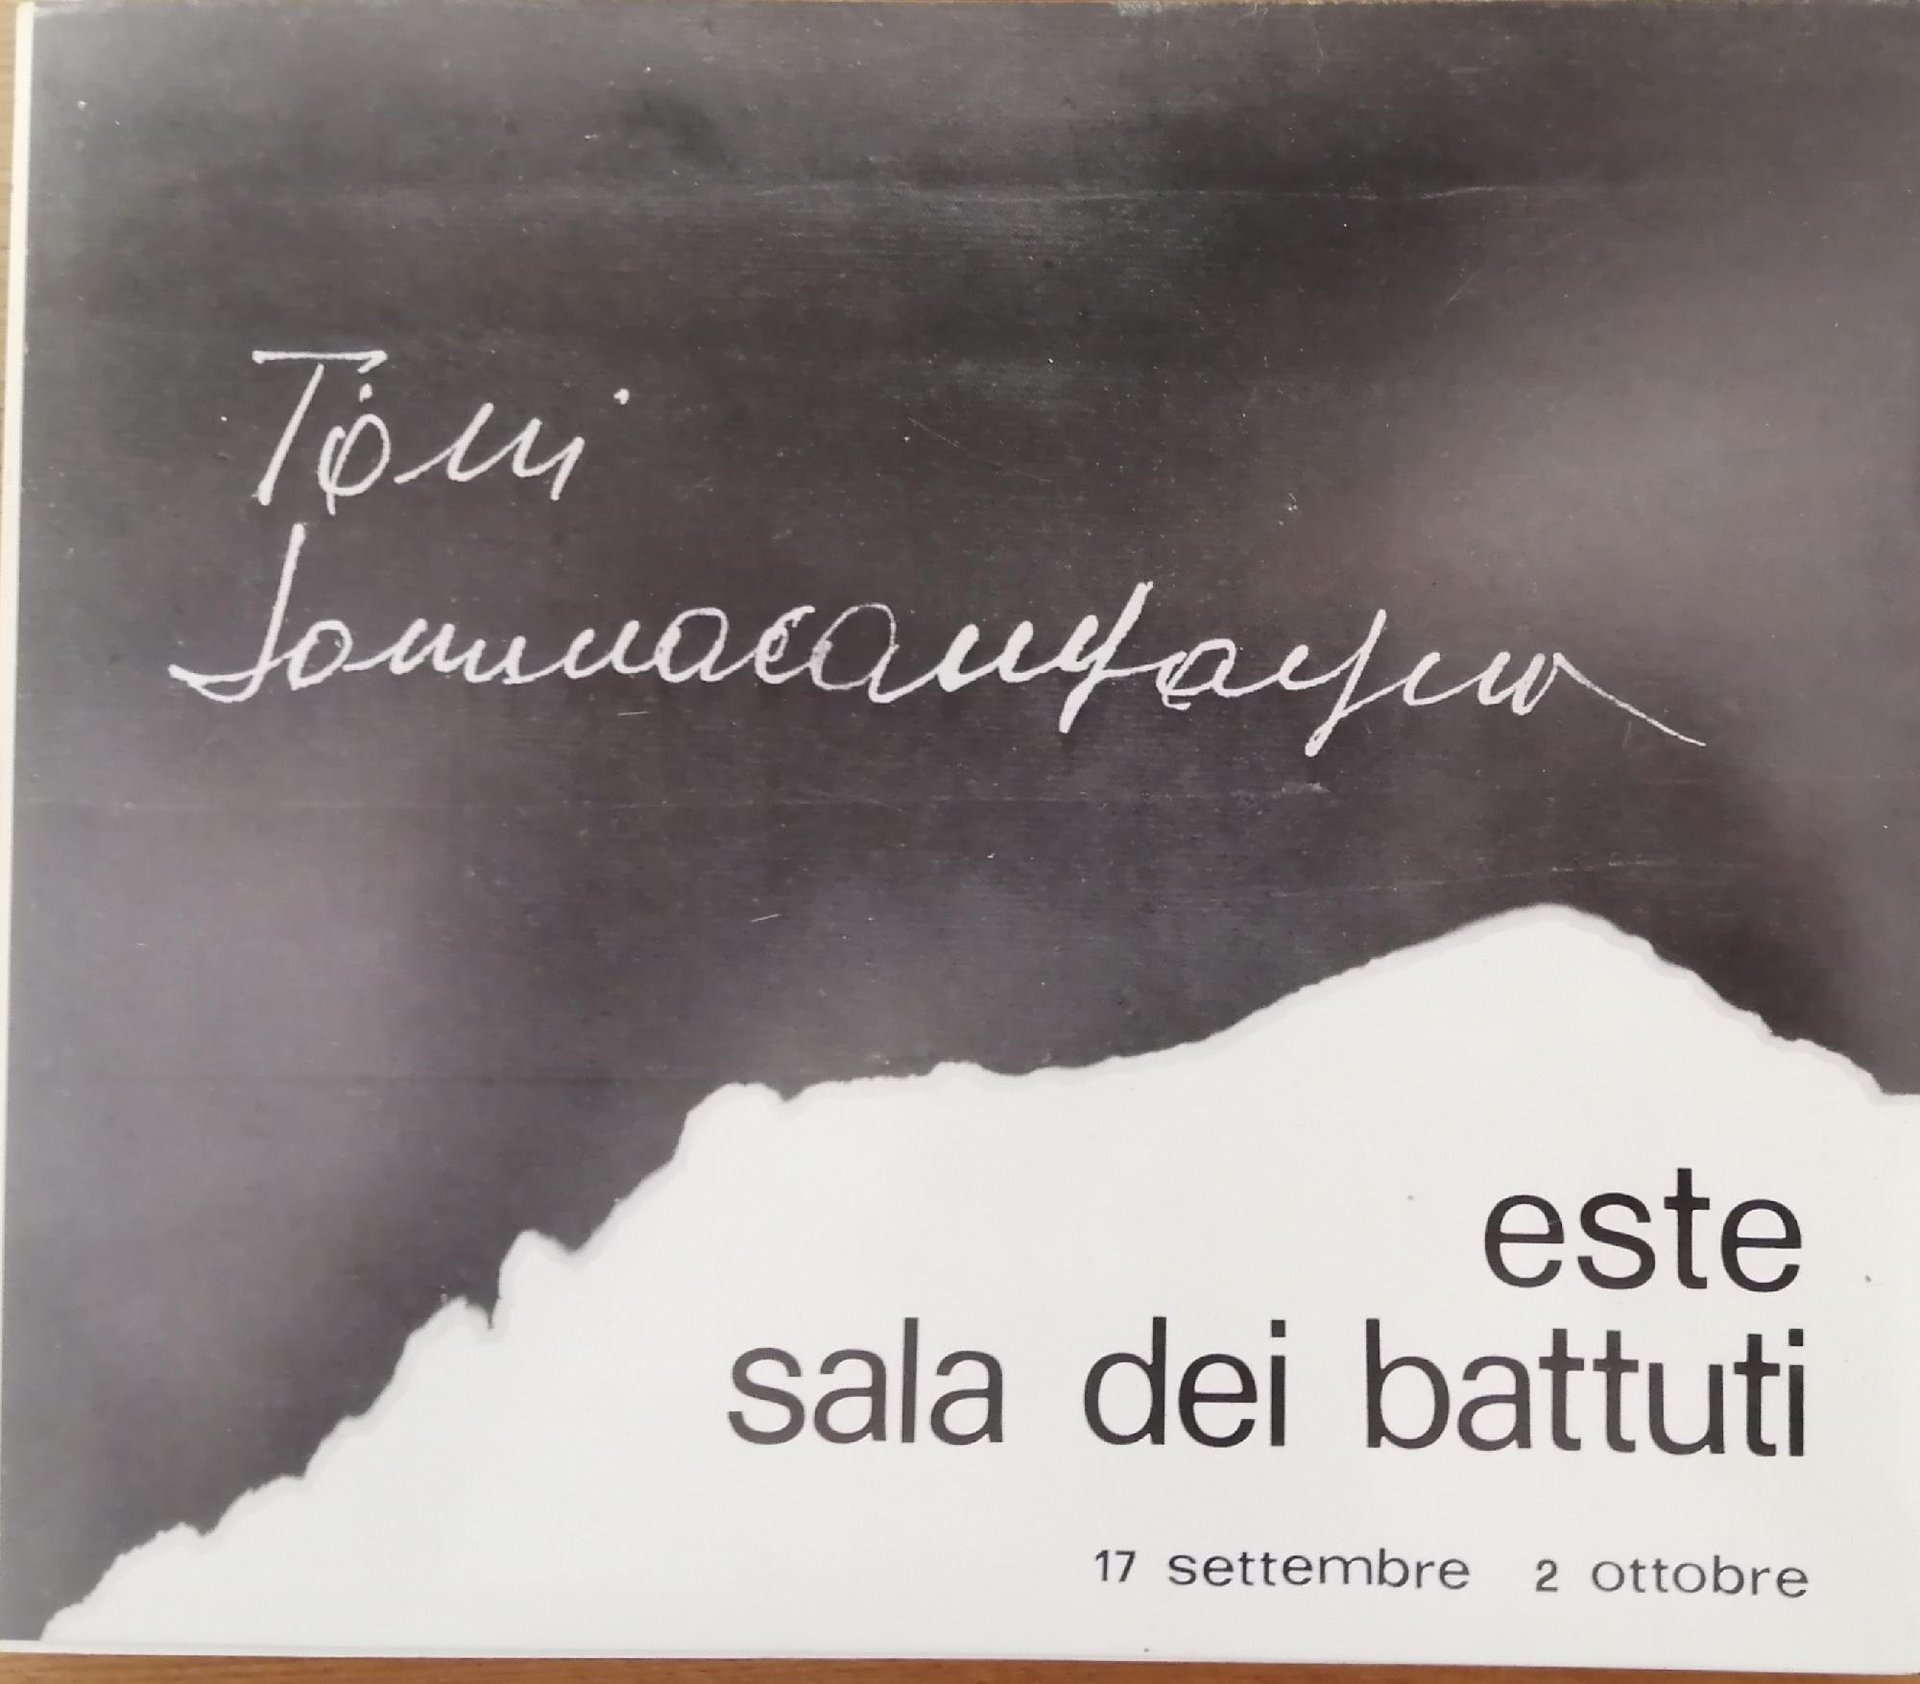 Toni
Sommacampagna
este
sala dei battuti
17 settembre 2 ottobre